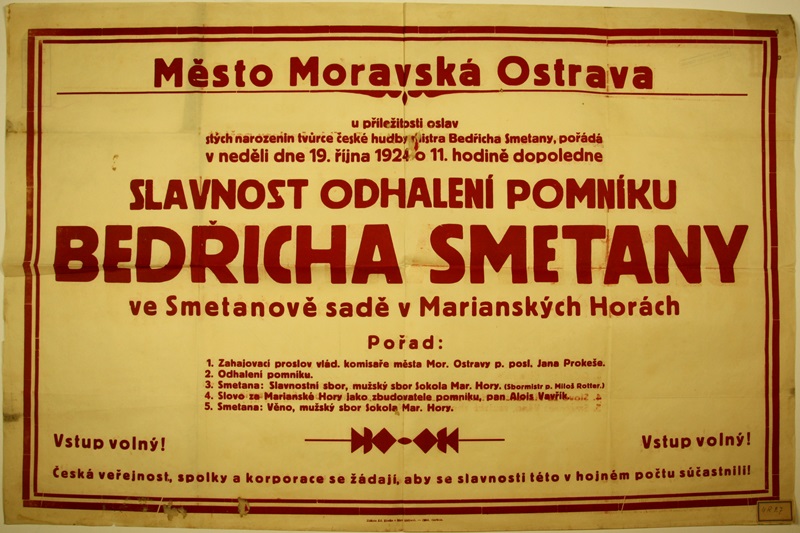 Město Moravská Ostrava
u příležitosti oslav
stých narozenin tvůrce české hudby mistra Bedřicha Smetany, pořádá
v neděli dne 19. října 1924 o 11. hodině dopoledne
SLAVNOST ODHALENÍ POMNÍKU
BEDŘICHA SMETANY
ve Smetanově sadě v Marianských Horách
Pořad:
1. Zahajovací proslov vlád. komisaře města Mor. Ostravy p. posl. Jana Prokeše.
2. Odhalení pomníku.
3. Smetana: Slavnostní sbor, mužský sbor Sokola Mar. Hory. (Sbormistr p. Miloš Rotter.)
4. Slovo za Marianské Hory jako zbudovatele pomníku, pan Alois Vavřík.
5. Smetana: Věno, mužský sbor Sokola Mar. Hory.
Vstup volný!
Vstup volný!
Česká veřejnost, spolky a korporace se žádají, aby se slavnosti této v hojném počtu súčastnili!